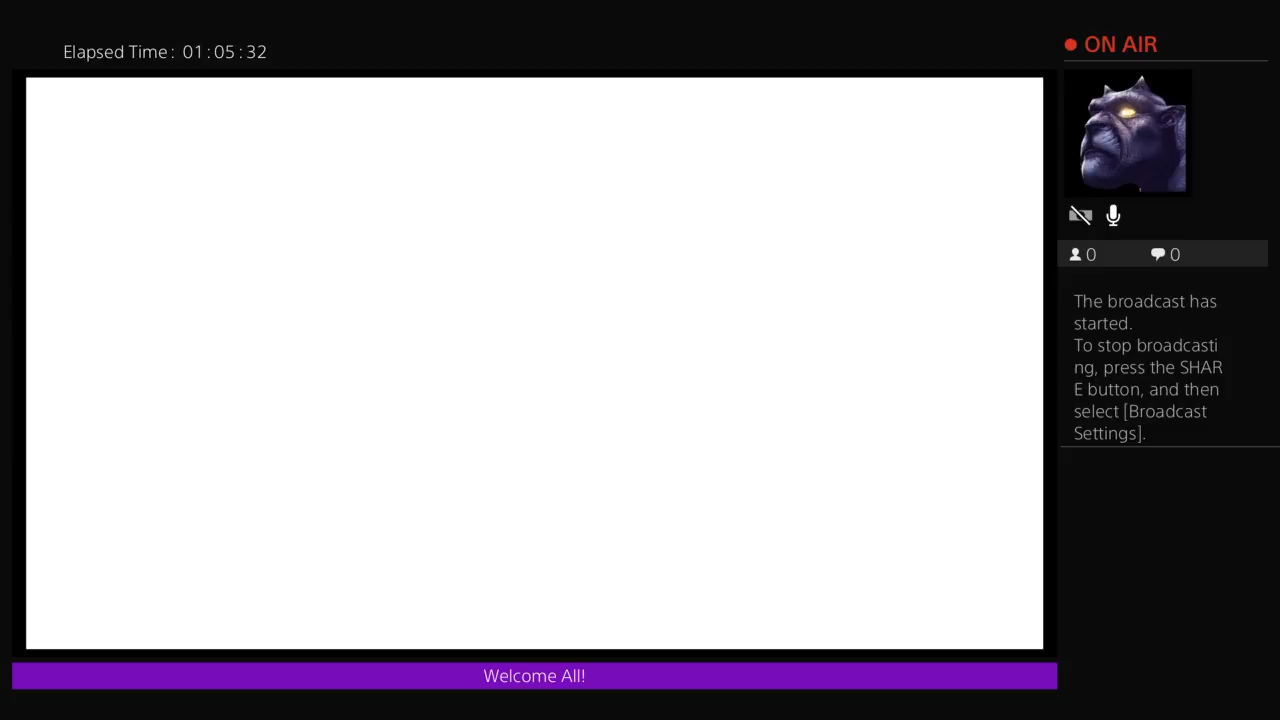 Elapsed Time: 01:05:32
ON AIR
0 0
The broadcast has
started.
To stop broadcasti
ng, press the SHAR
E button, and then
select [Broadcast
Settings].
Welcome All!